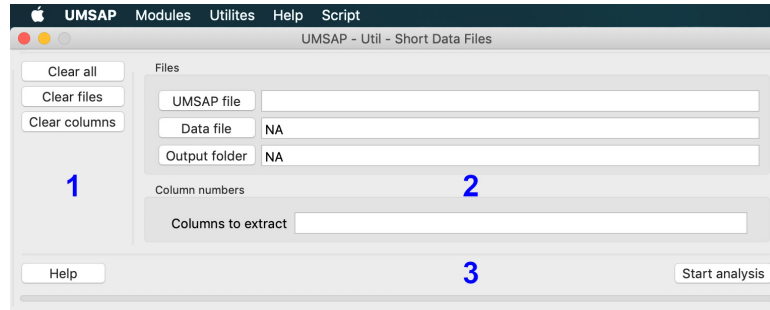 UMSAP Modules Utilites Help Script
UMSAP - Util - Short Data Files
Clear all
Clear files
Clear columns
1
Files
UMSAP file
Data file NA
Output folder NA
2
Column numbers
Columns to extract
Help
3
Start analysis